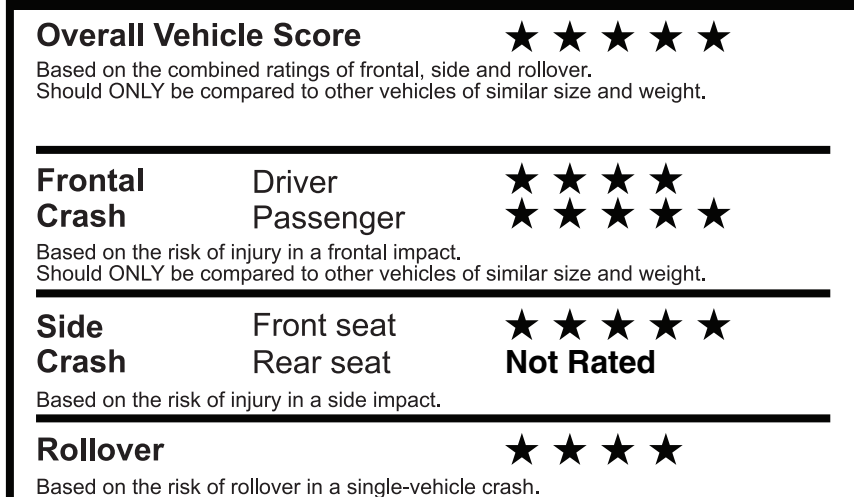 Overall Vehicle Score ★ ★ ★ ★ ★
Based on the combined ratings of frontal, side and rollover.
Should ONLY be compared to other vehicles of similar size and weight.
Frontal Driver ★ ★ ★ ★
Crash Passenger ★ ★ ★ ★ ★
Based on the risk of injury in a frontal impact.
Should ONLY be compared to other vehicles of similar size and weight.
Side Front seat ★ ★ ★ ★ ★
Crash Rear seat Not Rated
Based on the risk of injury in a side impact.
Rollover ★ ★ ★ ★
Based on the risk of rollover in a single-vehicle crash.